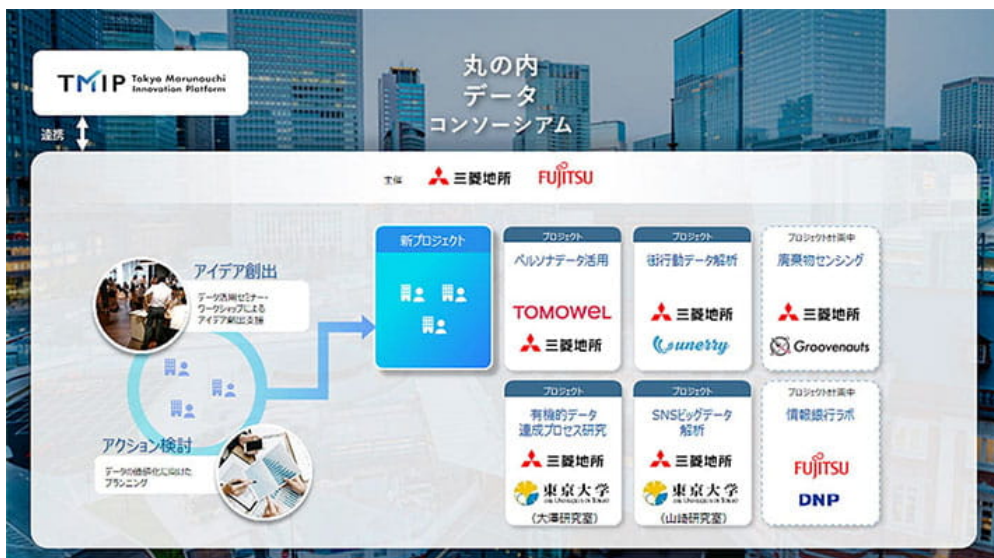 TMIP Tokyo Marunouchi
Innovation Platform
連携
丸の内
データ
コンソーシアム
主催 三菱地所 FUJITSU
アイデア創出
データ活用セミナー・
ワークショップによる
アイデア創出支援
アクション検討
データの価値化に向けた
プランニング
新プロジェクト
プロジェクト
ペルソナデータ活用
TOMOWEL
三菱地所
プロジェクト
街行動データ解析
三菱地所
unerry
プロジェクト計画中
廃棄物センシング
三菱地所
Groovenauts
プロジェクト
有機的データ
達成プロセス研究
三菱地所
東京大学
THE UNIVERSITY OF TOKYO
(大澤研究室)
プロジェクト
SNSビッグデータ
解析
三菱地所
東京大学
THE UNIVERSITY OF TOKYO
(山崎研究室)
プロジェクト計画中
情報銀行ラボ
FUJITSU
DNP